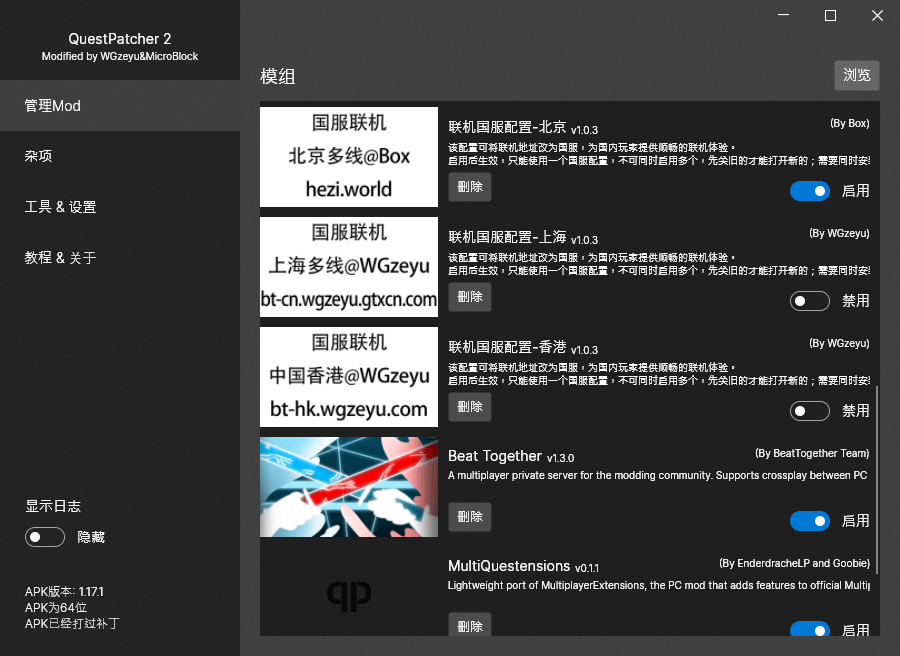 QuestPatcher 2
Modified by WGzeyu&MicroBlock
管理Mod
杂项
工具 & 设置
教程 & 关于
显示日志
隐藏
APK版本: 1.17.1
APK为64位
APK已经打过补丁
模组
浏览
国服联机
北京多线@Box
hezi.world
联机国服配置-北京 v1.0.3
(By Box)
该配置可将联机地址改为国服，为国内玩家提供顺畅的联机体验。
启用后生效，只能使用一个国服配置，不可同时启用多个，先关旧的才能打开新的；需要同时安
删除
启用
国服联机
上海多线@WGzeyu
bt-cn.wgzeyu.gtxcn.com
联机国服配置-上海 v1.0.3
(By WGzeyu)
该配置可将联机地址改为国服，为国内玩家提供顺畅的联机体验。
启用后生效，只能使用一个国服配置，不可同时启用多个，先关旧的才能打开新的；需要同时安
删除
禁用
国服联机
中国香港@WGzeyu
bt-hk.wgzeyu.com
联机国服配置-香港 v1.0.3
(By WGzeyu)
该配置可将联机地址改为国服，为国内玩家提供顺畅的联机体验。
启用后生效，只能使用一个国服配置，不可同时启用多个，先关旧的才能打开新的；需要同时安
删除
禁用
Beat Together v1.3.0
(By BeatTogether Team)
A multiplayer private server for the modding community. Supports crossplay between PC
删除
启用
MultiQuestensions v0.1.1
(By EnderdracheLP and Goobie)
Lightweight port of MultiplayerExtensions, the PC mod that adds features to official Multip
删除
启用